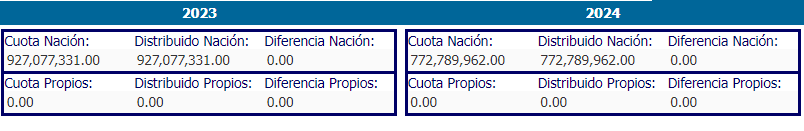 2023 2024
Cuota Nación: Distribuido Nación: Diferencia Nación: Cuota Nación: Distribuido Nación: Diferencia Nación:
927,077,331.00 927,077,331.00 0.00 772,789,962.00 772,789,962.00 0.00
Cuota Propios: Distribuido Propios: Diferencia Propios: Cuota Propios: Distribuido Propios: Diferencia Propios:
0.00 0.00 0.00 0.00 0.00 0.00